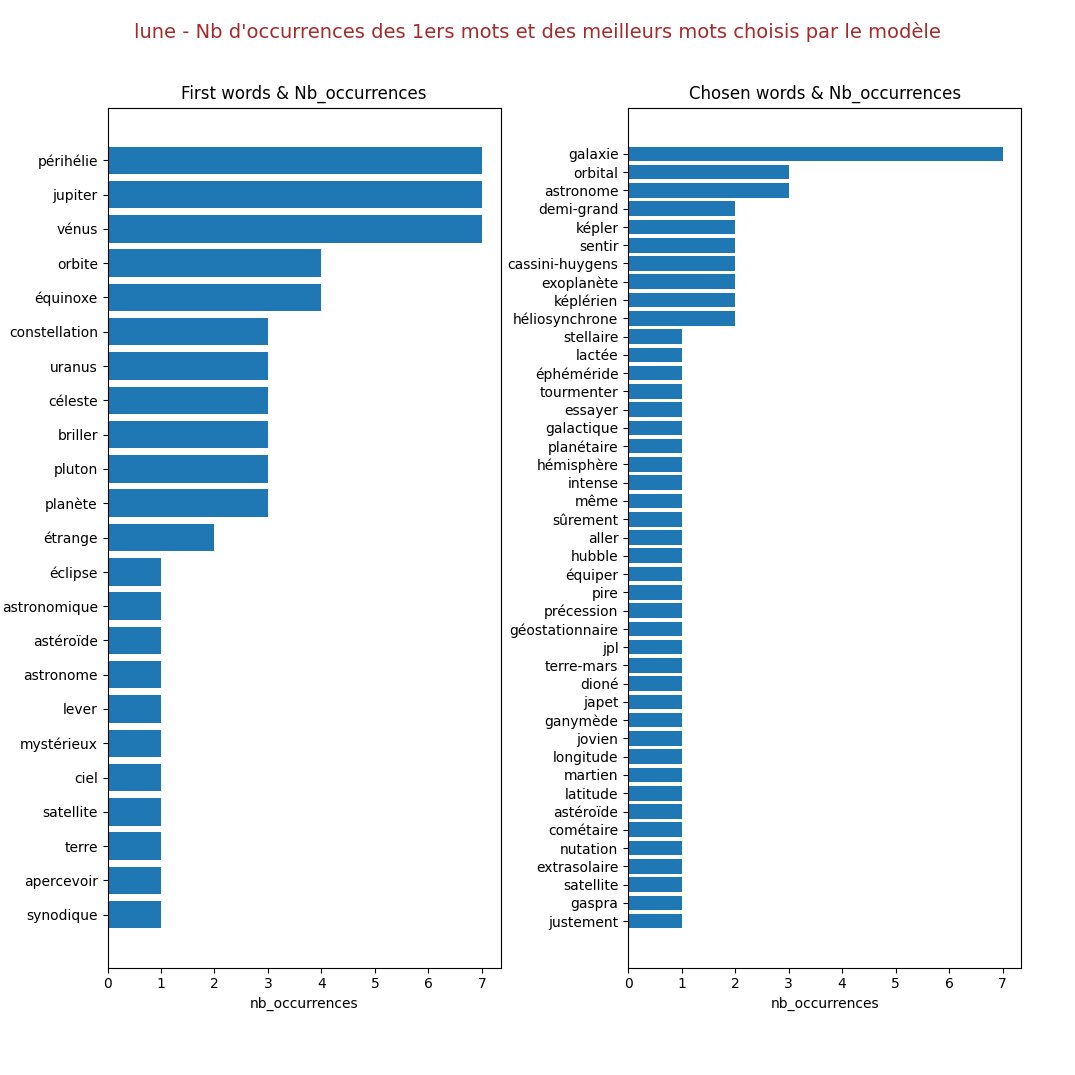 lune - Nb d'occurrences des 1ers mots et des meilleurs mots choisis par le modèle
First words & Nb_occurrences
périhélie
jupiter
vénus
orbite
équinoxe
constellation
uranus
céleste
briller
pluton
planète
étrange
éclipse
astronomique
astéroïde
astronome
lever
mystérieux
ciel
satellite
terre
apercevoir
synodique
0 1 2 3 4 5 6 7
nb_occurrences
Chosen words & Nb_occurrences
galaxie
orbital
astronome
demi-grand
képler
sentir
cassini-huygens
exoplanète
képlérien
héliosynchrone
stellaire
lactée
éphéméride
tourmenter
essayer
galactique
planétaire
hémisphère
intense
même
sûrement
aller
hubble
équiper
pire
précession
géostationnaire
jpl
terre-mars
dioné
japet
ganymède
jovien
longitude
martien
latitude
astéroïde
cométaire
nutation
extrasolaire
satellite
gaspra
justement
0 1 2 3 4 5 6 7
nb_occurrences